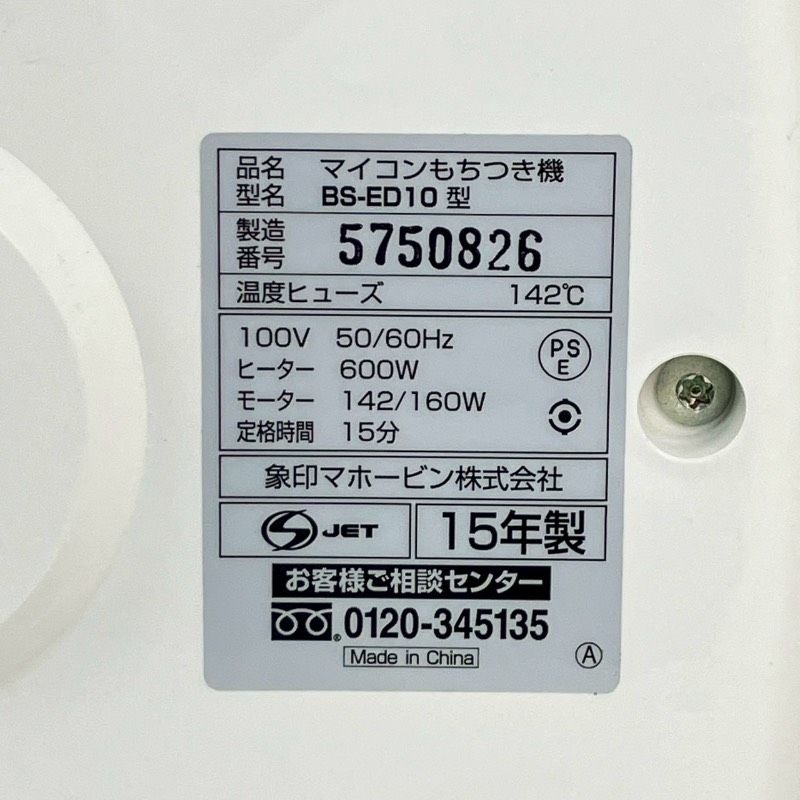 品名 マイコンもちつき機
型名 BS-ED10 型
製造番号 5750826
温度ヒューズ 142℃
100V 50/60Hz
ヒーター 600W
モーター 142/160W
定格時間 15分
PS
E
象印マホービン株式会社
S JET
15年製
お客様ご相談センター
0120-345135
Made in China
A